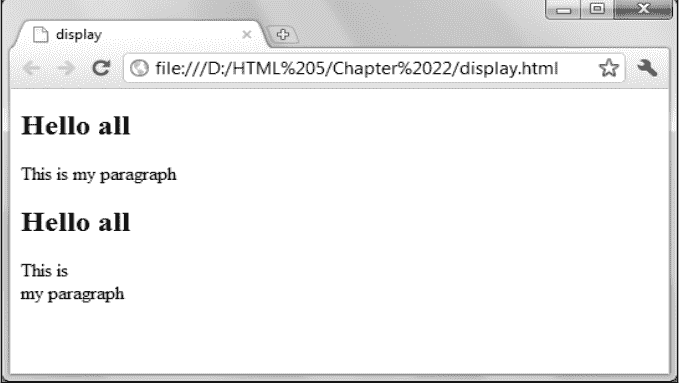 display
file:///D:/HTML%205/Chapter%2022/display.html
Hello all
This is my paragraph
Hello all
This is
my paragraph